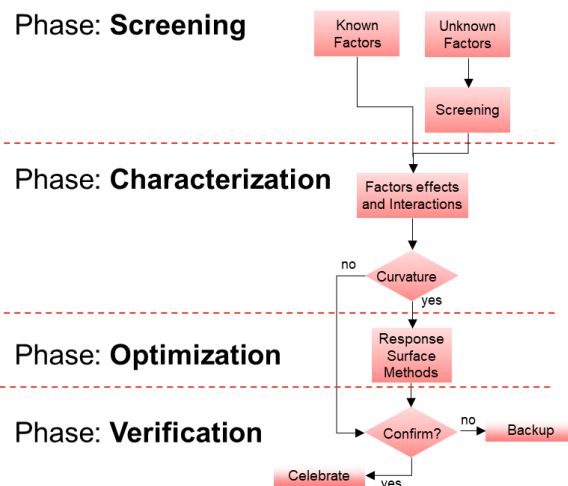 Phase: Screening
Known
Factors
Unknown
Factors
Screening
Phase: Characterization
Factors effects
and Interactions
no
Curvature
yes
Phase: Optimization
Response
Surface
Methods
Phase: Verification
Confirm?
no
Backup
Celebrate
yes